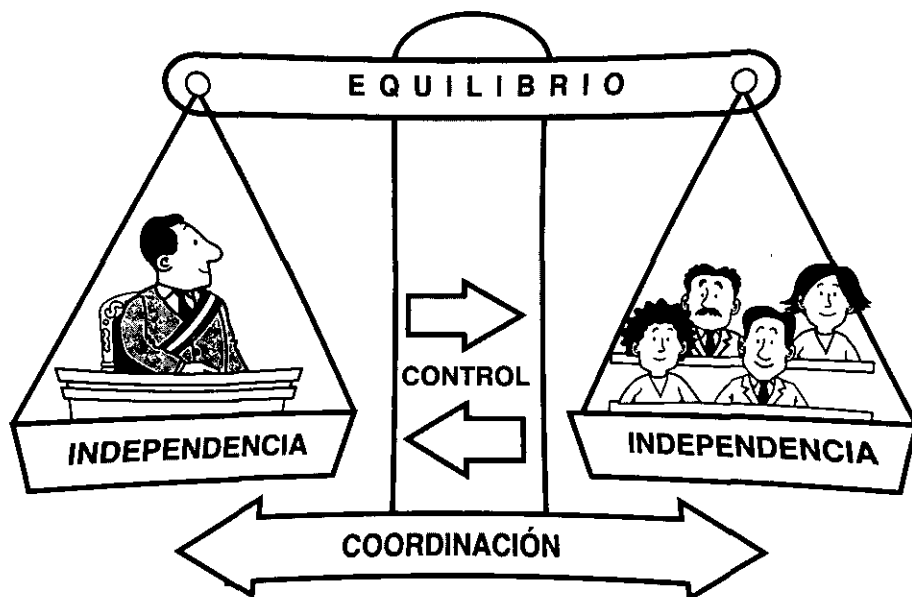 EQUILIBRIO
CONTROL
INDEPENDENCIA
INDEPENDENCIA
COORDINACIÓN